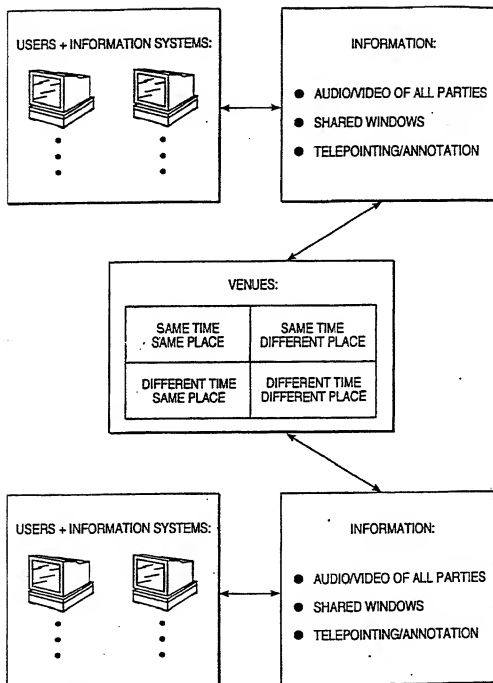 USERS + INFORMATION SYSTEMS:
INFORMATION:
● AUDIO/VIDEO OF ALL PARTIES
● SHARED WINDOWS
● TELEPOINTING/ANNOTATION
VENUES:
SAME TIME
SAME PLACE
SAME TIME
DIFFERENT PLACE
DIFFERENT TIME
SAME PLACE
DIFFERENT TIME
DIFFERENT PLACE
USERS + INFORMATION SYSTEMS:
INFORMATION:
● AUDIO/VIDEO OF ALL PARTIES
● SHARED WINDOWS
● TELEPOINTING/ANNOTATION